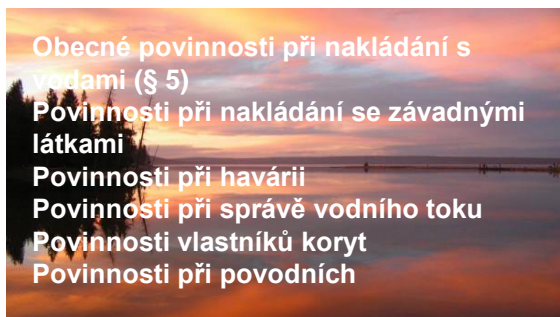 Obecné povinnosti při nakládání s
vodami (§ 5)
Povinnosti při nakládání se závadnými
látkami
Povinnosti při havárii
Povinnosti při správě vodního toku
Povinnosti vlastníků koryt
Povinnosti při povodních